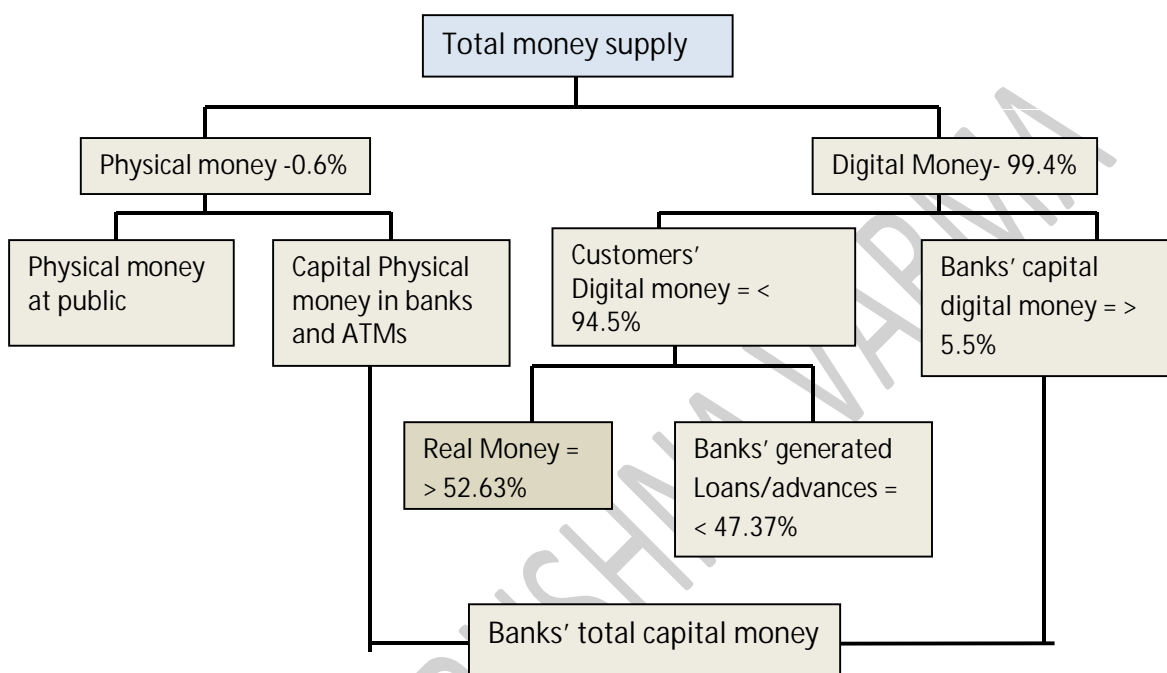 Total money supply
Physical money -0.6%
Digital Money- 99.4%
Physical money
at public
Capital Physical
money in banks
and ATMs
Customers’
Digital money = <
94.5%
Banks’ capital
digital money = >
5.5%
Real Money =
> 52.63%
Banks’ generated
Loans/advances =
< 47.37%
Banks’ total capital money
VARMA